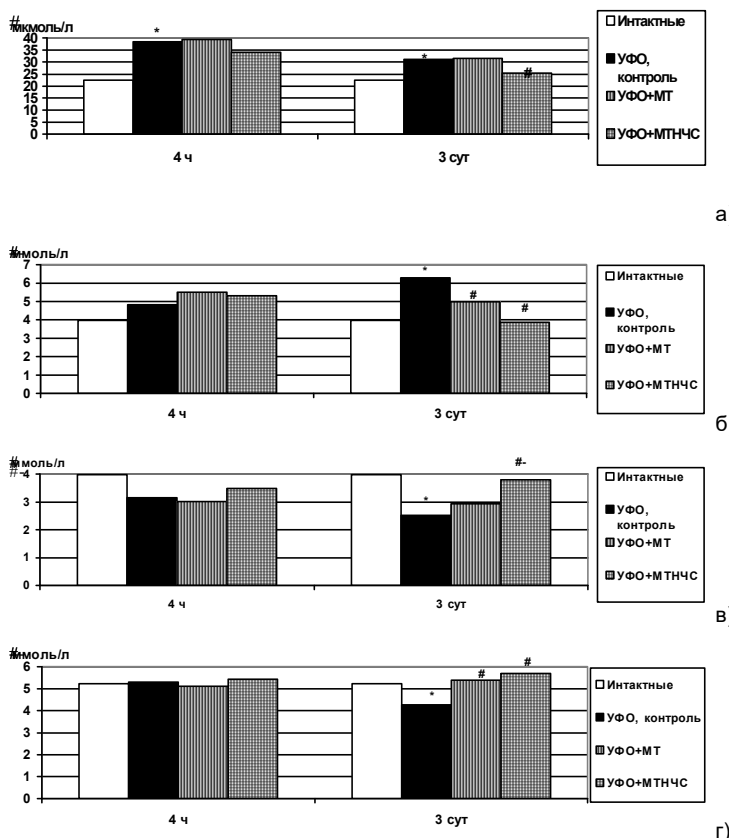 мкмоль/л
40
35
30
25
20
15
10
5
0
*
*
#
4 ч
3 сут
Интактные
УФО,
контроль
УФО+МТ
УФО+МТНЧС
а
ммоль/л
7
6
5
4
3
2
1
0
*
#
#
4 ч
3 сут
Интактные
УФО,
контроль
УФО+МТ
УФО+МТНЧС
б
ммоль/л
4
3
2
1
0
*
#-
4 ч
3 сут
Интактные
УФО,
контроль
УФО+МТ
УФО+МТНЧС
в)
ммоль/л
6
5
4
3
2
1
0
*
#
#
4 ч
3 сут
Интактные
УФО, контроль
УФО+МТ
УФО+МТНЧС
г)